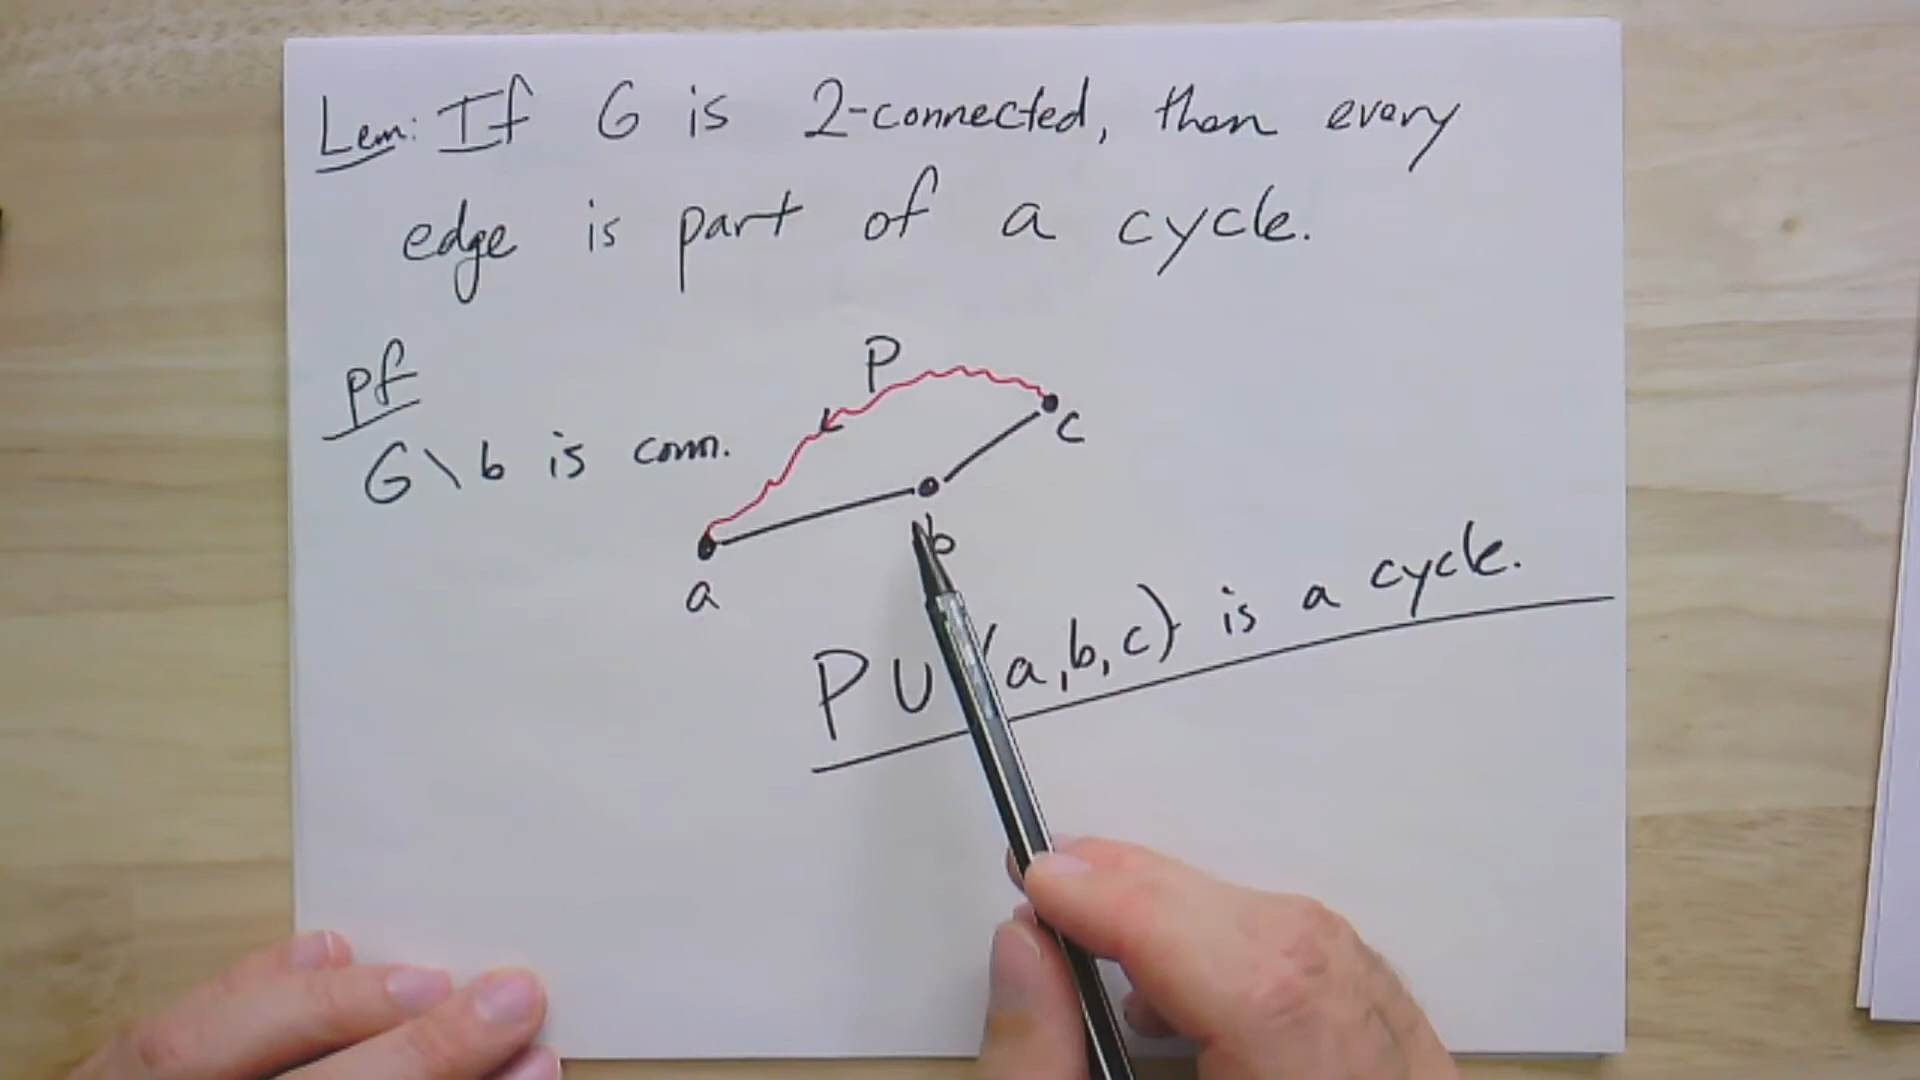 Lem: If G is 2-connected, then every
edge is part of a cycle.
pf
P
G\b is conn.
c
b
a
P U (a,b,c) is a cycle.